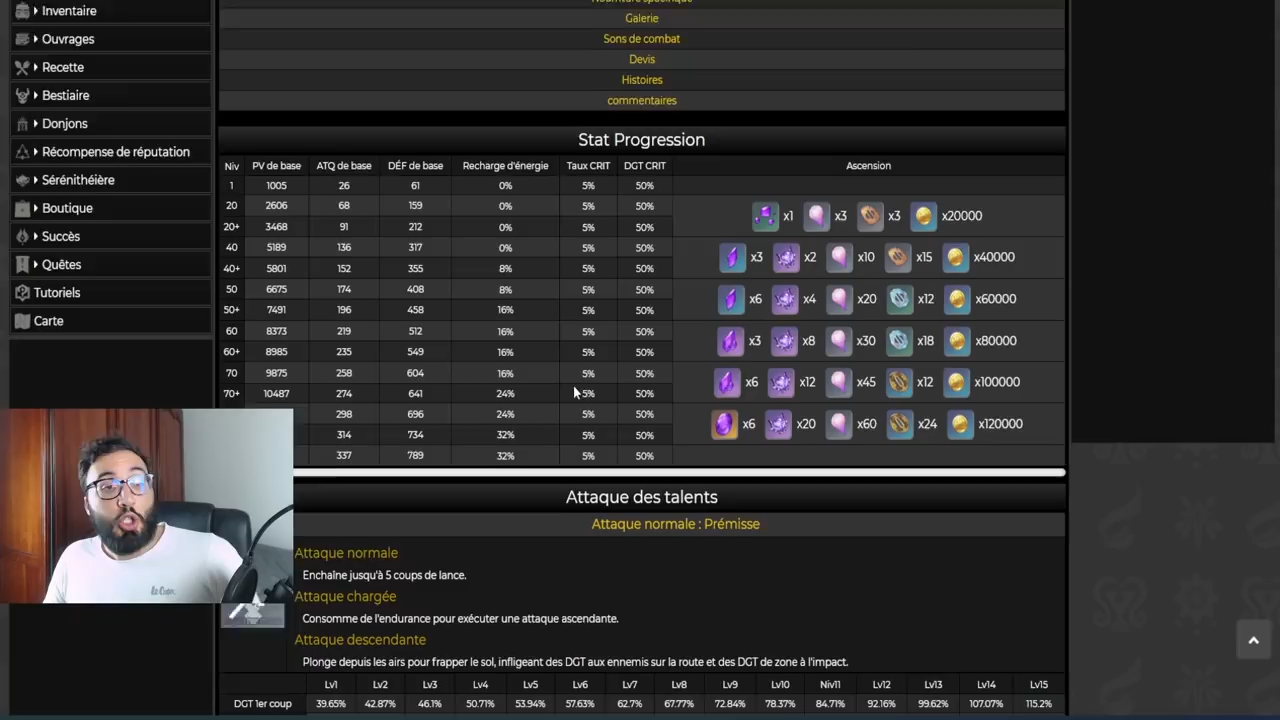 Inventaire
Ouvrages
Recette
Bestiaire
Donjons
Récompense de réputation
Sérénithéière
Boutique
Succès
Quêtes
Tutoriels
Carte
Galerie
Sons de combat
Devis
Histoires
commentaires
Stat Progression
Niv PV de base ATQ de base DÉF de base Recharge d'énergie Taux CRIT DGT CRIT Ascension
1 1005 26 61 0% 5% 50%
20 2606 68 159 0% 5% 50%
x1 x3 x3 x20000
20+ 3468 91 212 0% 5% 50%
40 5189 136 317 0% 5% 50%
x3 x2 x10 x15 x40000
40+ 5801 152 355 8% 5% 50%
50 6675 174 408 8% 5% 50%
x6 x4 x20 x12 x60000
50+ 7491 196 458 16% 5% 50%
60 8373 219 512 16% 5% 50%
x3 x8 x30 x18 x80000
60+ 8985 235 549 16% 5% 50%
70 9875 258 604 16% 5% 50%
x6 x12 x45 x12 x100000
70+ 10487 274 641 24% 5% 50%
298 696 24% 5% 50%
x6 x20 x60 x24 x120000
314 734 32% 5% 50%
337 789 32% 5% 50%
Attaque des talents
Attaque normale : Prémisse
Attaque normale
Enchaîne jusqu'à 5 coups de lance.
Attaque chargée
Consomme de l'endurance pour exécuter une attaque ascendante.
Attaque descendante
Plonge depuis les airs pour frapper le sol, infligeant des DGT aux ennemis sur la route et des DGT de zone à l'impact.
Lv1 Lv2 Lv3 Lv4 Lv5 Lv6 Lv7 Lv8 Lv9 Lv10 Niv11 Lv12 Lv13 Lv14 Lv15
DGT 1er coup 39.65% 42.87% 46.1% 50.71% 53.94% 57.63% 62.7% 67.77% 72.84% 78.37% 84.71% 92.16% 99.62% 107.07% 115.2%